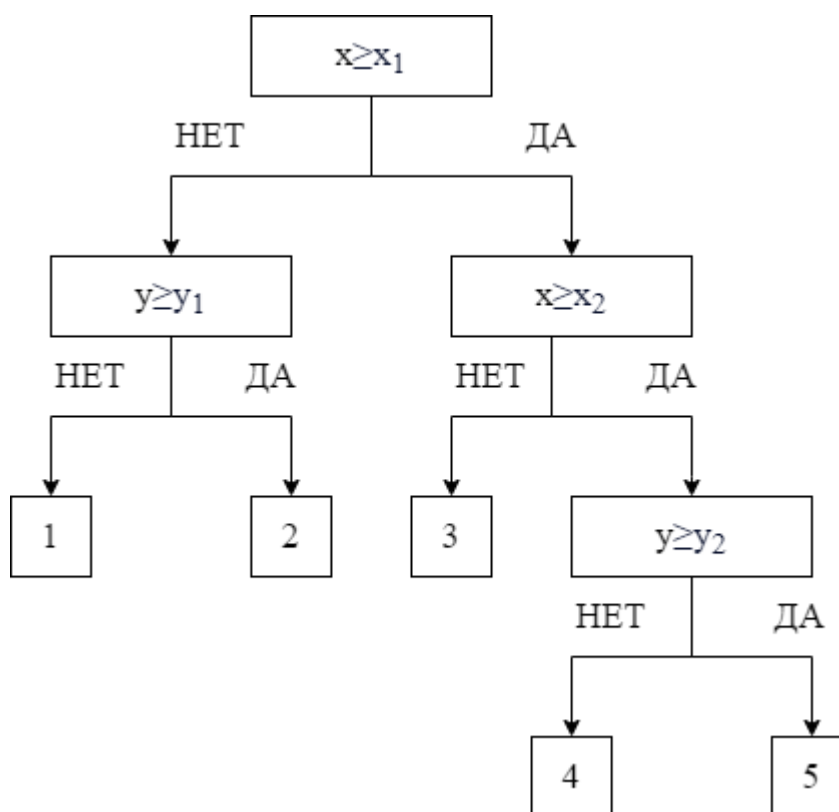 x≥x₁
НЕТ ДА
y≥y₁ x≥x₂
НЕТ ДА НЕТ ДА
1 2 3 y≥y₂
НЕТ ДА
4 5